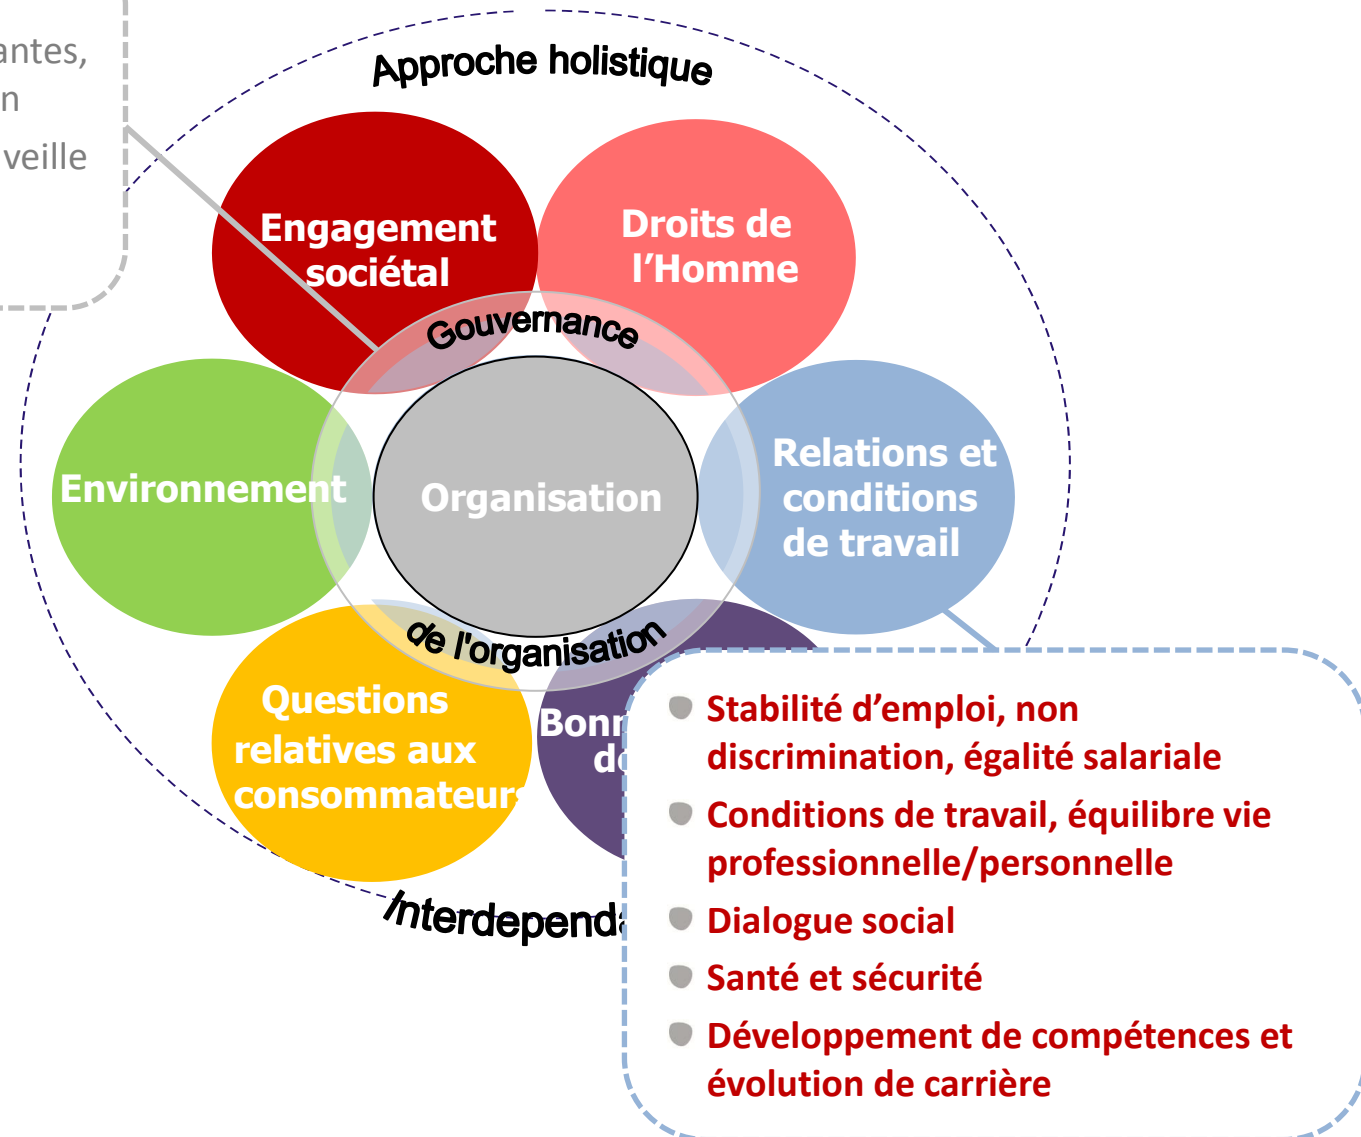 antes,
n
veille
Approche holistique
Engagement
sociétal
Droits de
l’Homme
Gouvernance
Environnement
Organisation
Relations et
conditions
de travail
de l'organisation
Questions
relatives aux
consommateurs
Interdepend
Stabilité d’emploi, non
discrimination, égalité salariale
Conditions de travail, équilibre vie
professionnelle/personnelle
Dialogue social
Santé et sécurité
Développement de compétences et
évolution de carrière